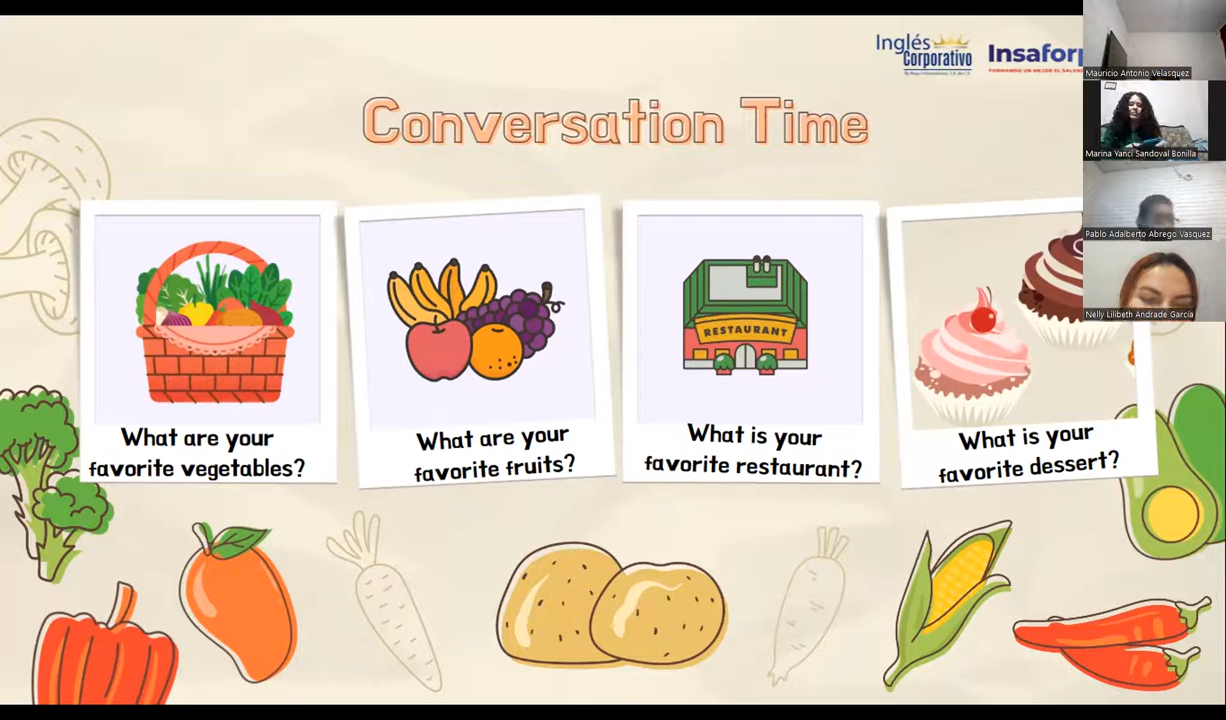 Inglés
Corporativo
Insaforp
FORMANDO UN MEJOR EL SALVA
Mauricio Antonio Velasquez
Conversation Time
Marina Yanci Sandoval Bonilla
Pablo Adalberto Abrego Vasquez
Nelly Lilibeth Andrade García
RESTAURANT
What are your
favorite vegetables?
What are your
favorite fruits?
What is your
favorite restaurant?
What is your
favorite dessert?